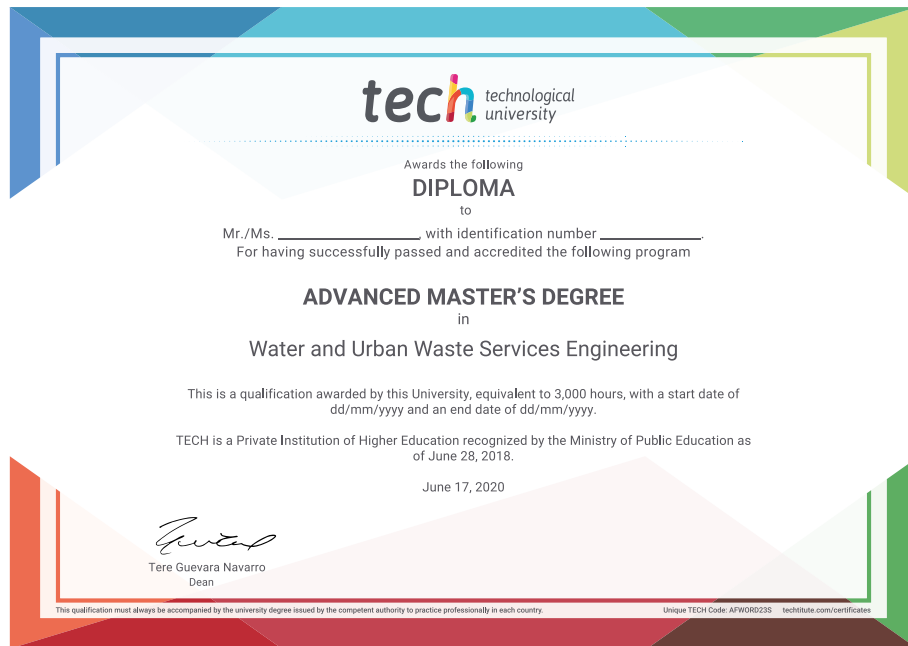 tech technological
university
Awards the following
DIPLOMA
to
Mr./Ms. ____________________, with identification number ______________.
For having successfully passed and accredited the following program
ADVANCED MASTER'S DEGREE
in
Water and Urban Waste Services Engineering
This is a qualification awarded by this University, equivalent to 3,000 hours, with a start date of
dd/mm/yyyy and an end date of dd/mm/yyyy.
TECH is a Private Institution of Higher Education recognized by the Ministry of Public Education as
of June 28, 2018.
June 17, 2020
Tere Guevara Navarro
Dean
This qualification must always be accompanied by the university degree issued by the competent authority to practice professionally in each country.
Unique TECH Code: AFWORD23S techtitute.com/certificates